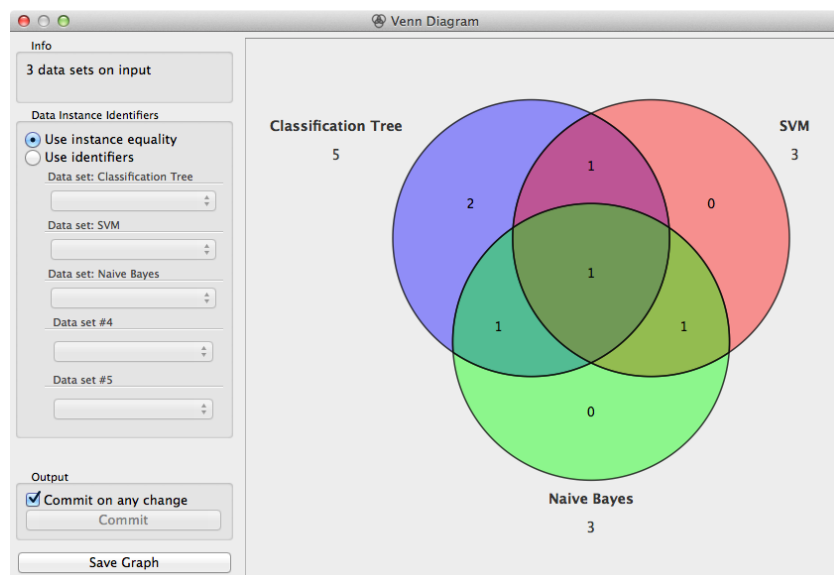 Venn Diagram
Info
3 data sets on input
Data Instance Identifiers
Use instance equality
Use identifiers
Data set: Classification Tree
Data set: SVM
Data set: Naive Bayes
Data set #4
Data set #5
Output
Commit on any change
Commit
Save Graph
Classification Tree
5
SVM
3
1
2
0
1
1
1
0
Naive Bayes
3